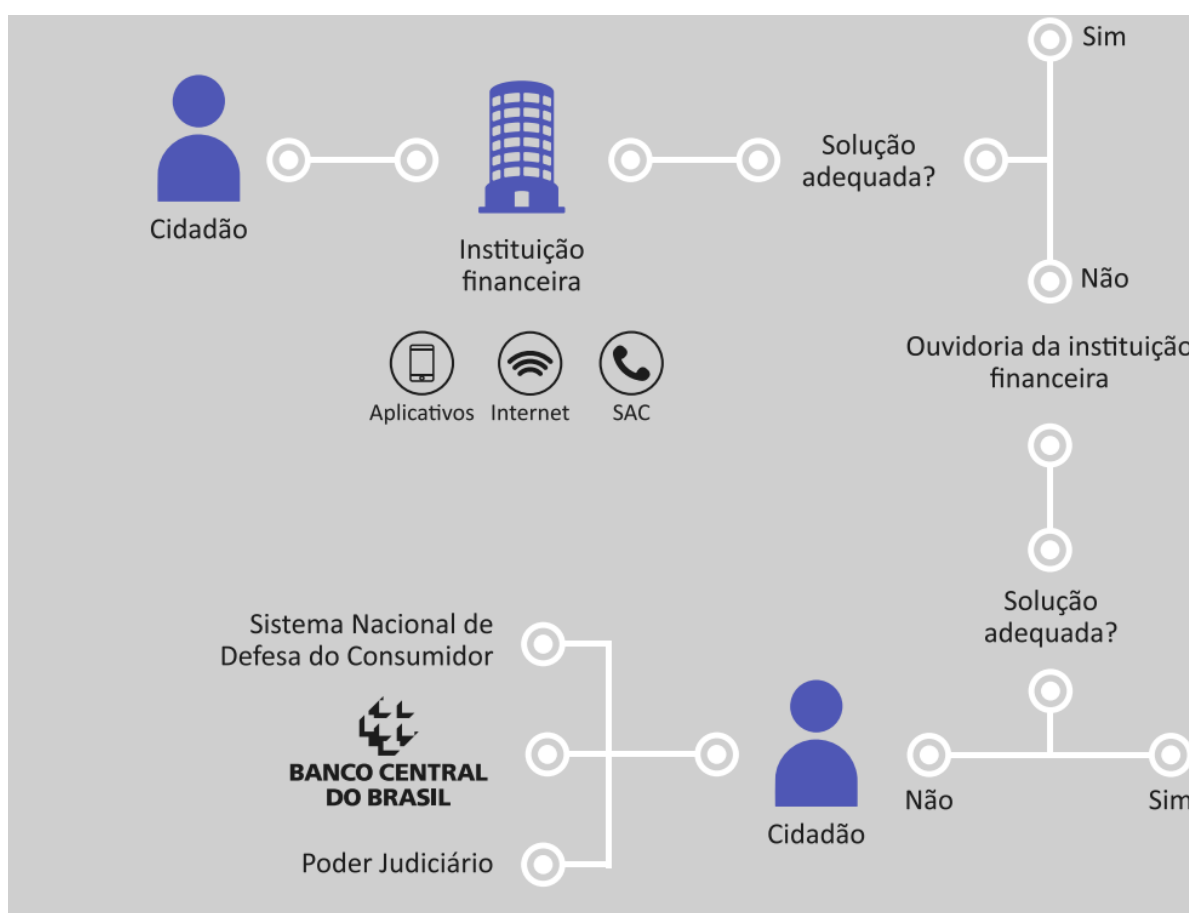 Sim
Cidadão
Instituição
financeira
Solução
adequada?
Não
Aplicativos
Internet
SAC
Ouvidoria da instituição
financeira
Solução
adequada?
Não
Sim
Cidadão
Sistema Nacional de
Defesa do Consumidor
BANCO CENTRAL
DO BRASIL
Poder Judiciário